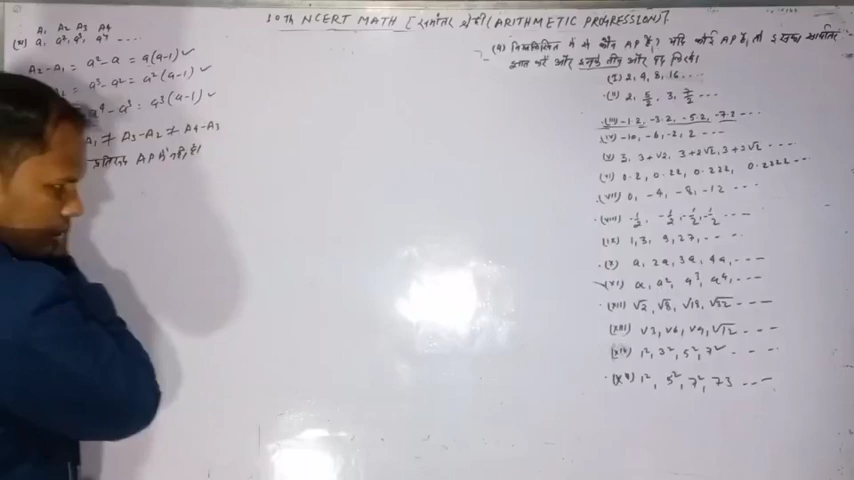 10th NCERT MATH [समांतर श्रेढ़ी (ARITHMETIC PROGRESSION)]
A₁ A₂ A₃ A₄
(xi) a, a², a³, a⁴ ....
A₂-A₁ = a²-a = a(a-1) ✓
= a³-a² = a²(a-1) ✓
a⁴-a³ = a³(a-1) ✓
≠ A₃-A₂ ≠ A₄-A₃
AP में नहीं है।
(4) निम्नलिखित में से कौन AP है? यदि कोई AP है, तो इसका सार्वान्तर
ज्ञात करें और इनके तीन और पद लिखें।
(i) 2, 4, 8, 16 ....
(ii) 2, 5/2, 3, 7/2 ....
(iii) -1.2, -3.2, -5.2, -7.2 ....
(iv) -10, -6, -2, 2 ....
(v) 3, 3+√2, 3+2√2, 3+3√2 ....
(vi) 0.2, 0.22, 0.222, 0.2222 ....
(vii) 0, -4, -8, -12 ....
(viii) -1/2, -1/2, -1/2, -1/2 ....
(ix) 1, 3, 9, 27, ....
(x) a, 2a, 3a, 4a, ....
(xi) a, a², a³, a⁴, ....
(xii) √2, √8, √18, √32 ....
(xiii) √3, √6, √9, √12 ....
(xiv) 1², 3², 5², 7² ....
(xv) 1², 5², 7², 73 ....